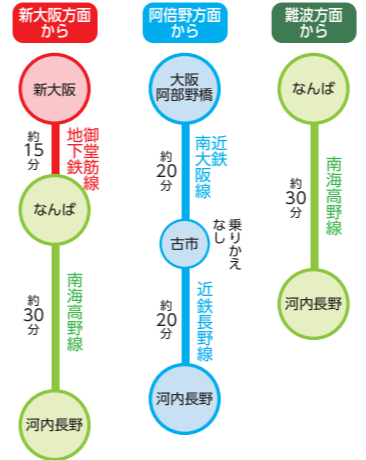 新大阪方面
から
新大阪
約
15
分
御堂筋線
地下鉄
なんば
約
30
分
南海高野線
河内長野
阿倍野方面
から
大阪
阿部野橋
約
20
分
近鉄
南大阪線
古市
乗りかえ
なし
約
20
分
近鉄長野線
河内長野
難波方面
から
なんば
約
30
分
南海高野線
河内長野